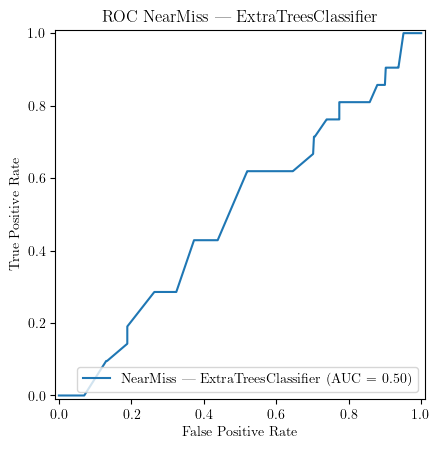 ROC NearMiss — ExtraTreesClassifier
1.0
0.8
0.6
0.4
0.2
0.0
True Positive Rate
NearMiss — ExtraTreesClassifier (AUC = 0.50)
0.0 0.2 0.4 0.6 0.8 1.0
False Positive Rate